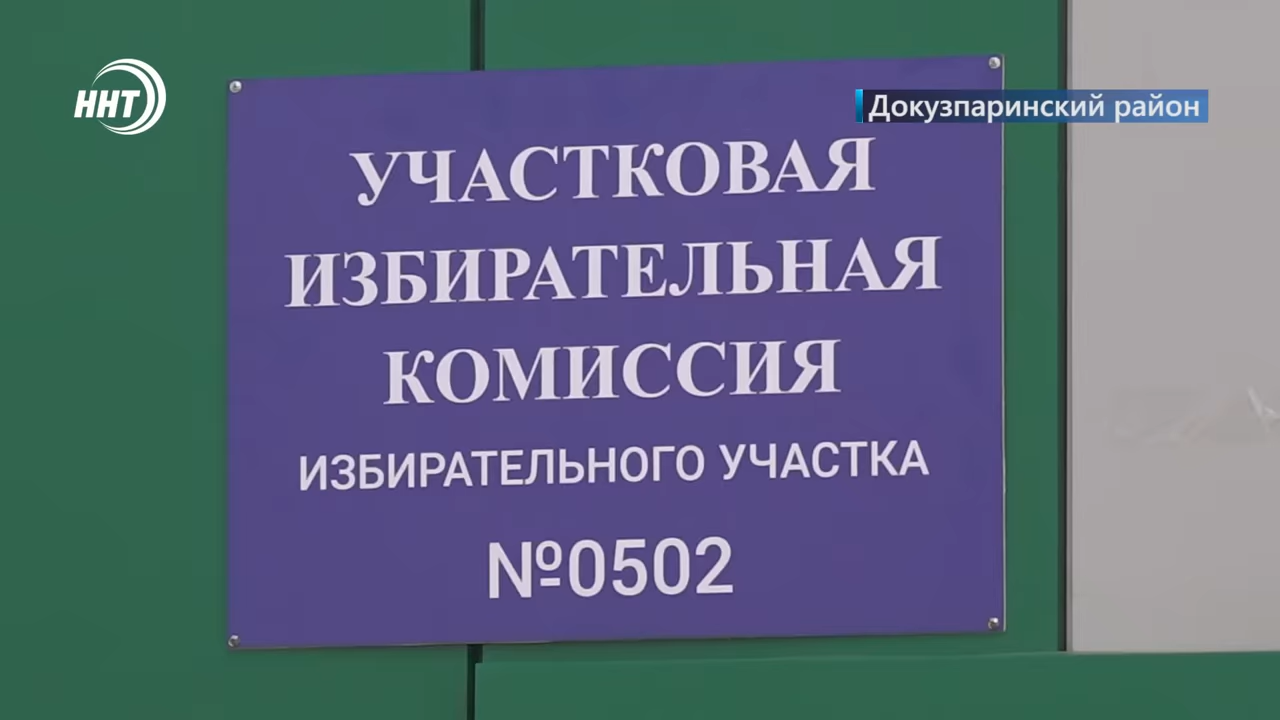 ННТ
Докузпаринский район
УЧАСТКОВАЯ
ИЗБИРАТЕЛЬНАЯ
КОМИССИЯ
ИЗБИРАТЕЛЬНОГО УЧАСТКА
№0502